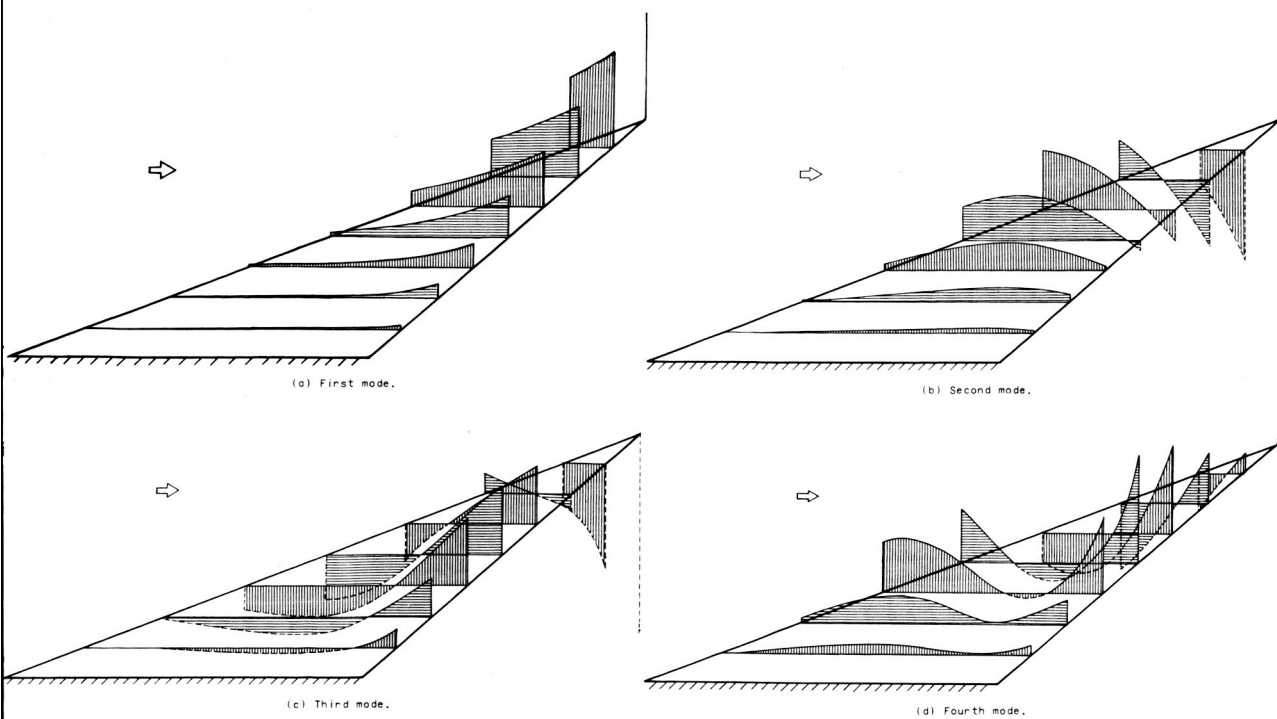 (a) First mode.
(b) Second mode.
(c) Third mode.
(d) Fourth mode.